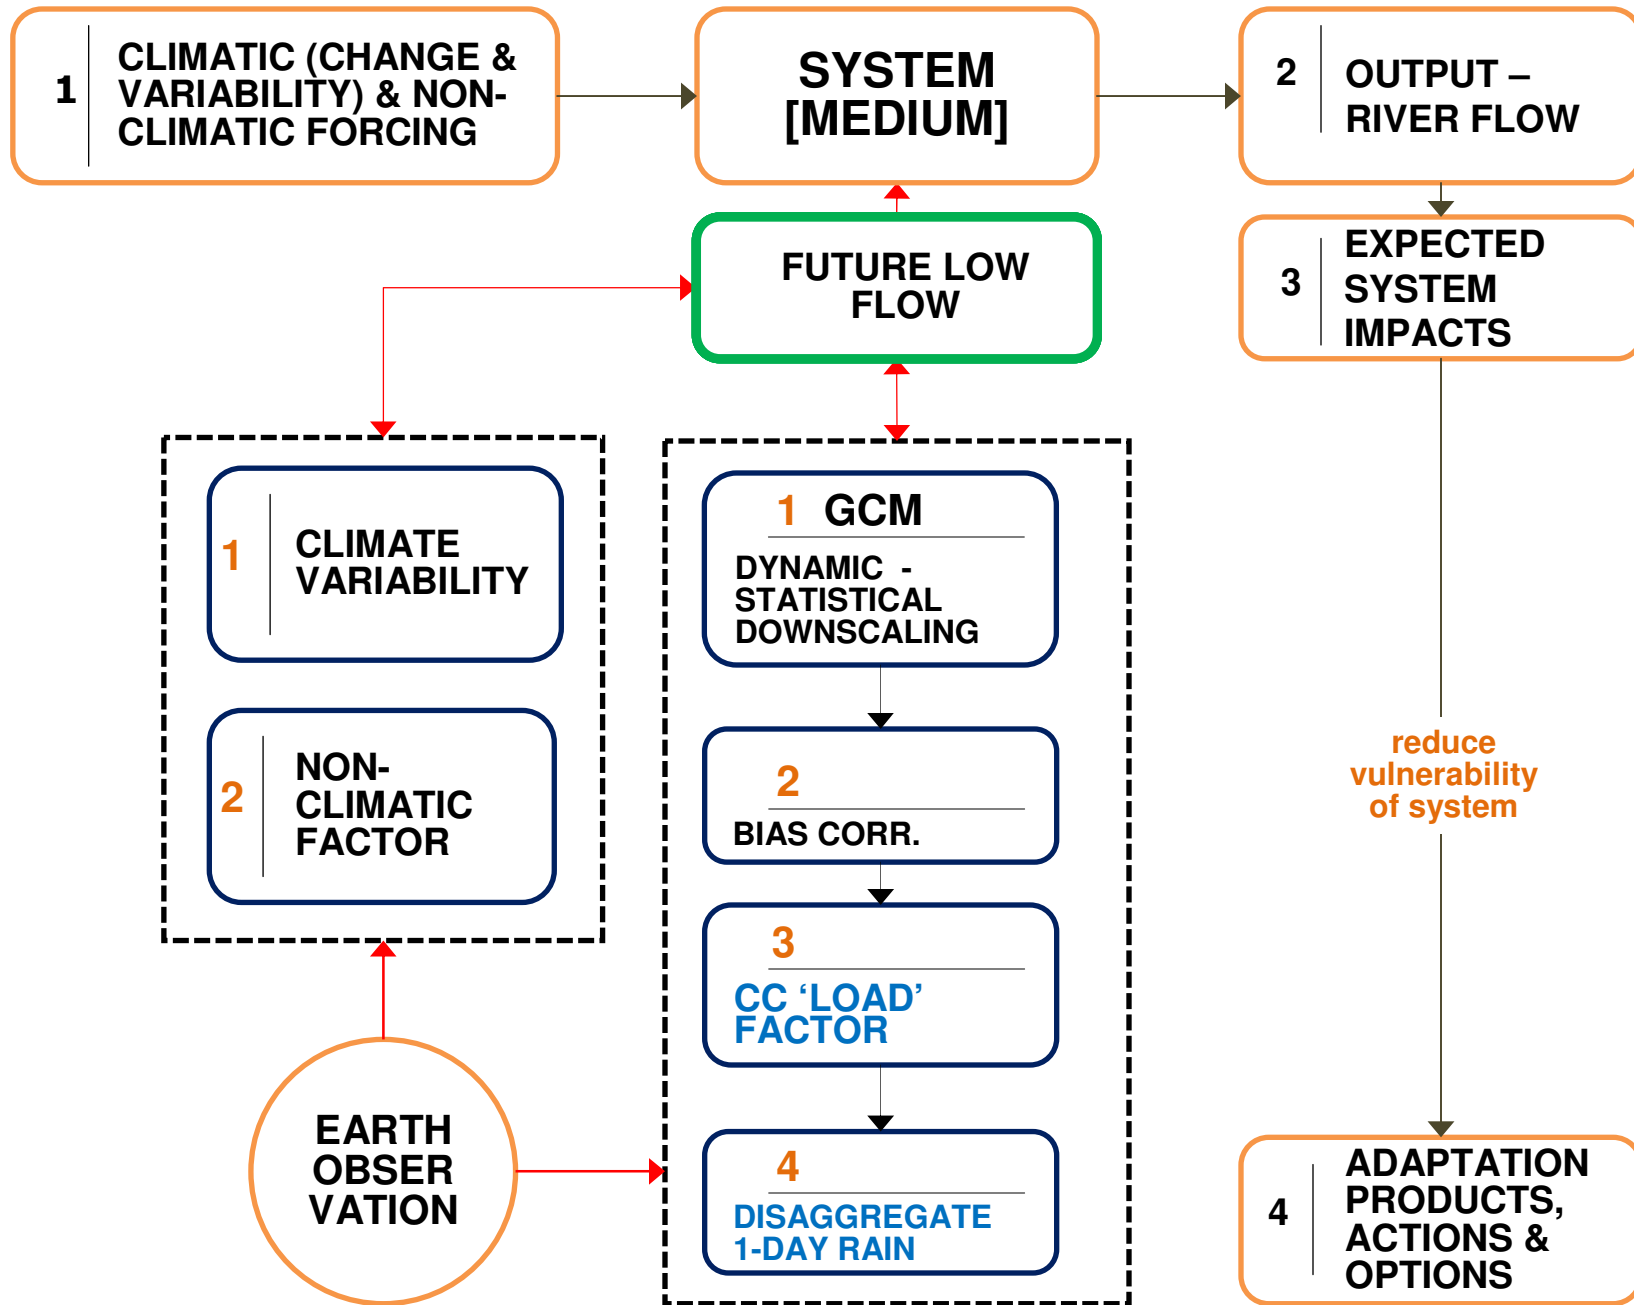 1
CLIMATIC (CHANGE &
VARIABILITY) & NON-
CLIMATIC FORCING
SYSTEM
[MEDIUM]
2
OUTPUT –
RIVER FLOW
FUTURE LOW
FLOW
3
EXPECTED
SYSTEM
IMPACTS
1
CLIMATE
VARIABILITY
2
NON-
CLIMATIC
FACTOR
1 GCM
DYNAMIC -
STATISTICAL
DOWNSCALING
2
BIAS CORR.
3
CC ‘LOAD’
FACTOR
4
DISAGGREGATE
1-DAY RAIN
EARTH
OBSER
VATION
reduce
vulnerability
of system
4
ADAPTATION
PRODUCTS,
ACTIONS &
OPTIONS